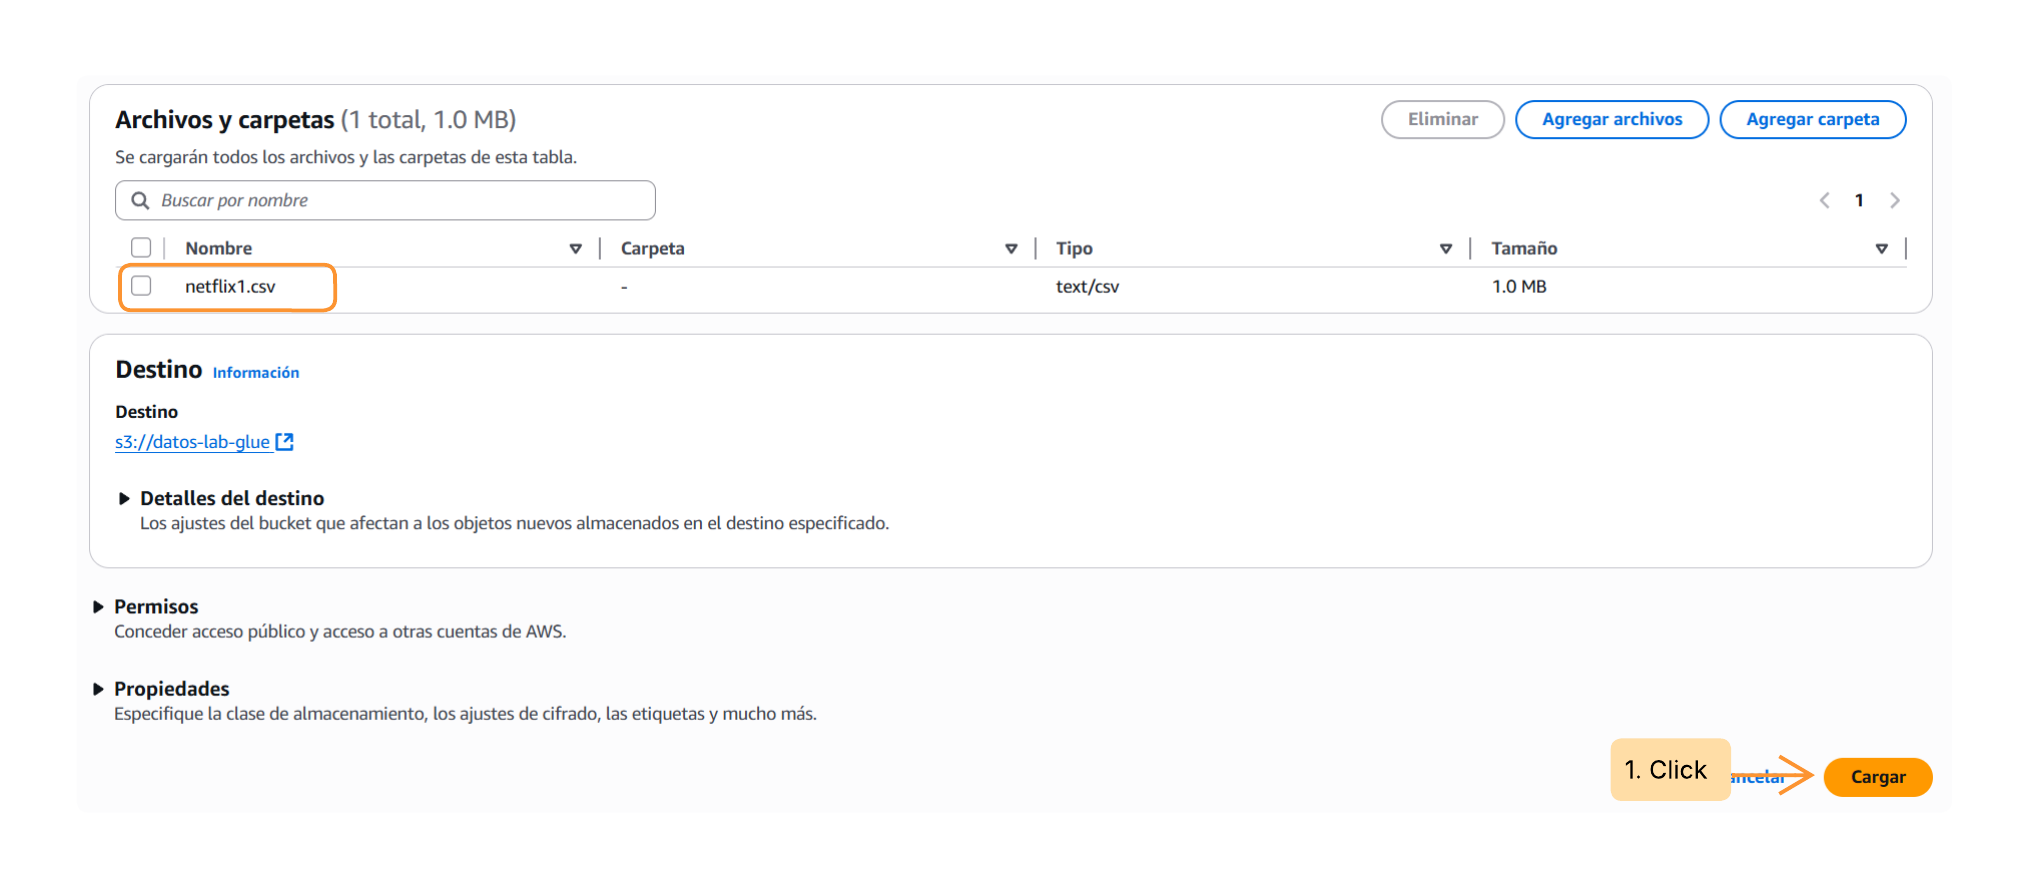 Archivos y carpetas (1 total, 1.0 MB)
Eliminar
Agregar archivos
Agregar carpeta
Se cargarán todos los archivos y las carpetas de esta tabla.
Buscar por nombre
1
Nombre
Carpeta
Tipo
Tamaño
netflix1.csv
-
text/csv
1.0 MB
Destino Información
Destino
s3://datos-lab-glue
Detalles del destino
Los ajustes del bucket que afectan a los objetos nuevos almacenados en el destino especificado.
Permisos
Conceder acceso público y acceso a otras cuentas de AWS.
Propiedades
Especifique la clase de almacenamiento, los ajustes de cifrado, las etiquetas y mucho más.
1. Click
Cargar